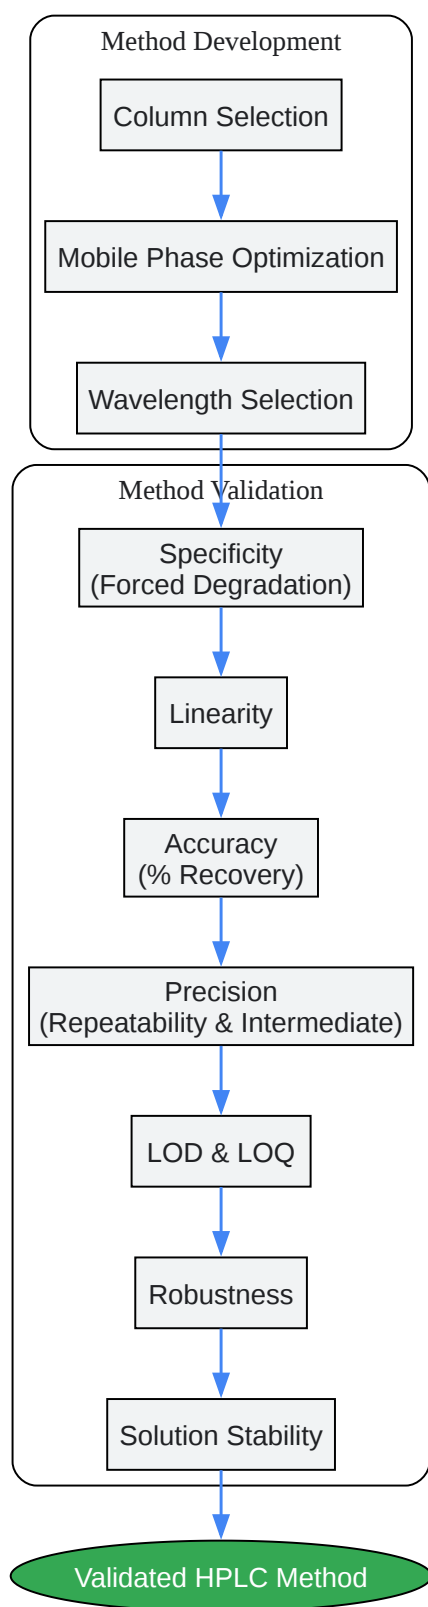 Method Development
Column Selection
Mobile Phase Optimization
Wavelength Selection
Method Validation
Specificity
(Forced Degradation)
Linearity
Accuracy
(% Recovery)
Precision
(Repeatability & Intermediate)
LOD & LOQ
Robustness
Solution Stability
Validated HPLC Method